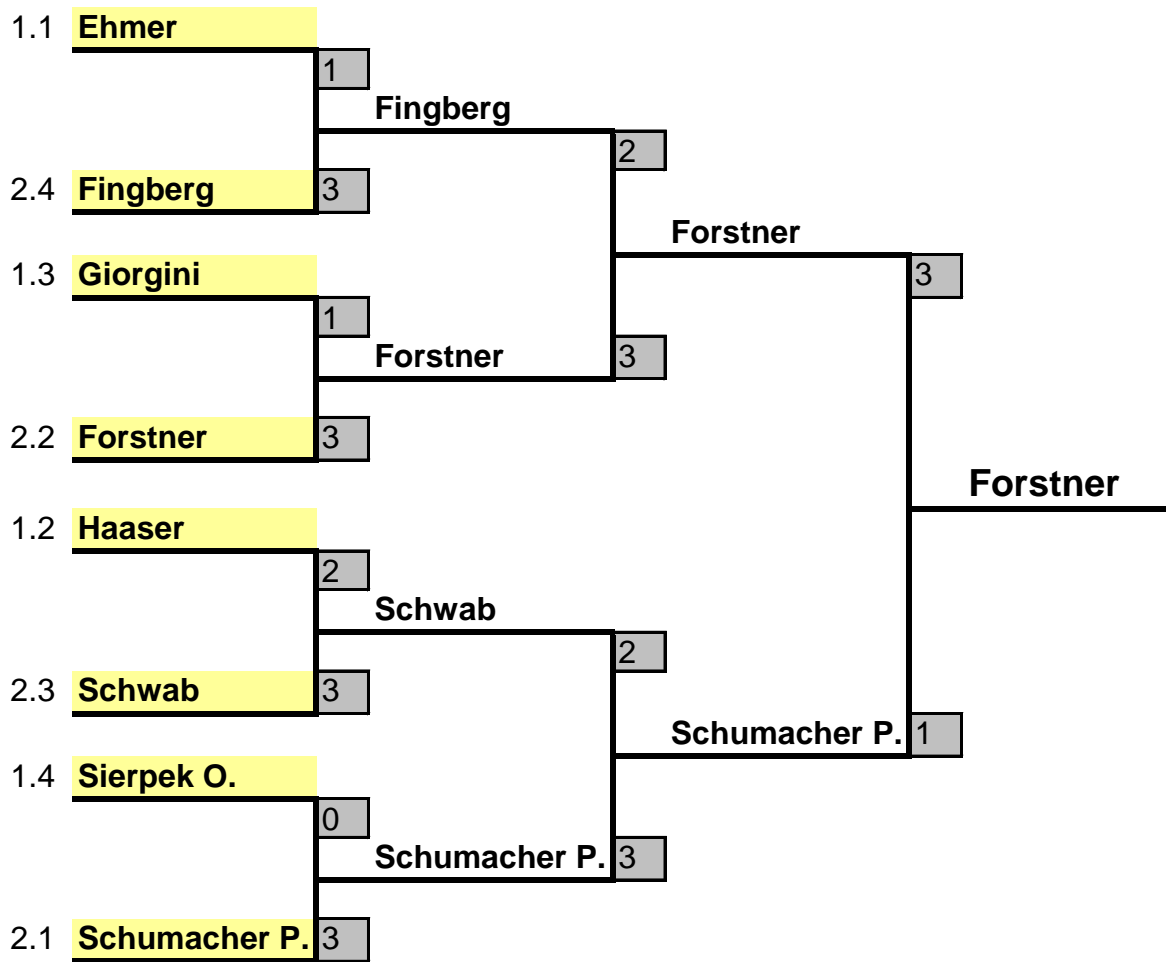 1.1 Ehmer
1
Fingberg
2
2.4 Fingberg 3
Forstner
1.3 Giorgini
3
1
Forstner 3
2.2 Forstner 3
Forstner
1.2 Haaser
2
Schwab
2
2.3 Schwab 3
Schumacher P. 1
1.4 Sierpek O.
0
Schumacher P. 3
2.1 Schumacher P. 3